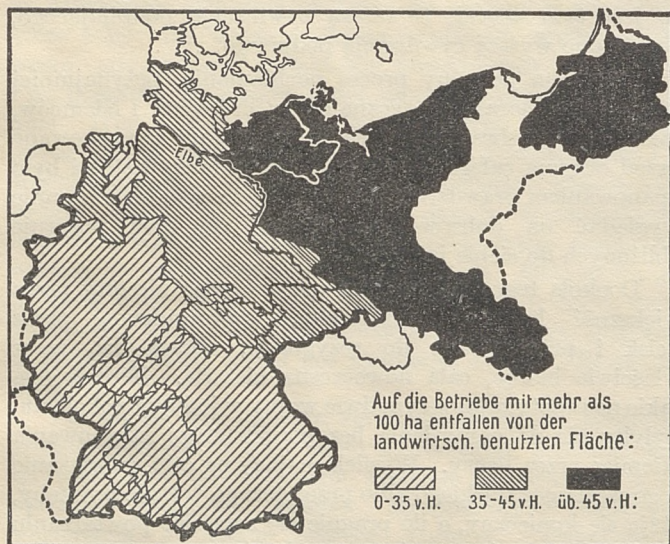 Elbe
Auf die Betriebe mit mehr als
100 ha entfallen von der
landwirtsch. benutzten Fläche:
0-35 v.H. 35-45 v.H. üb. 45 v.H: